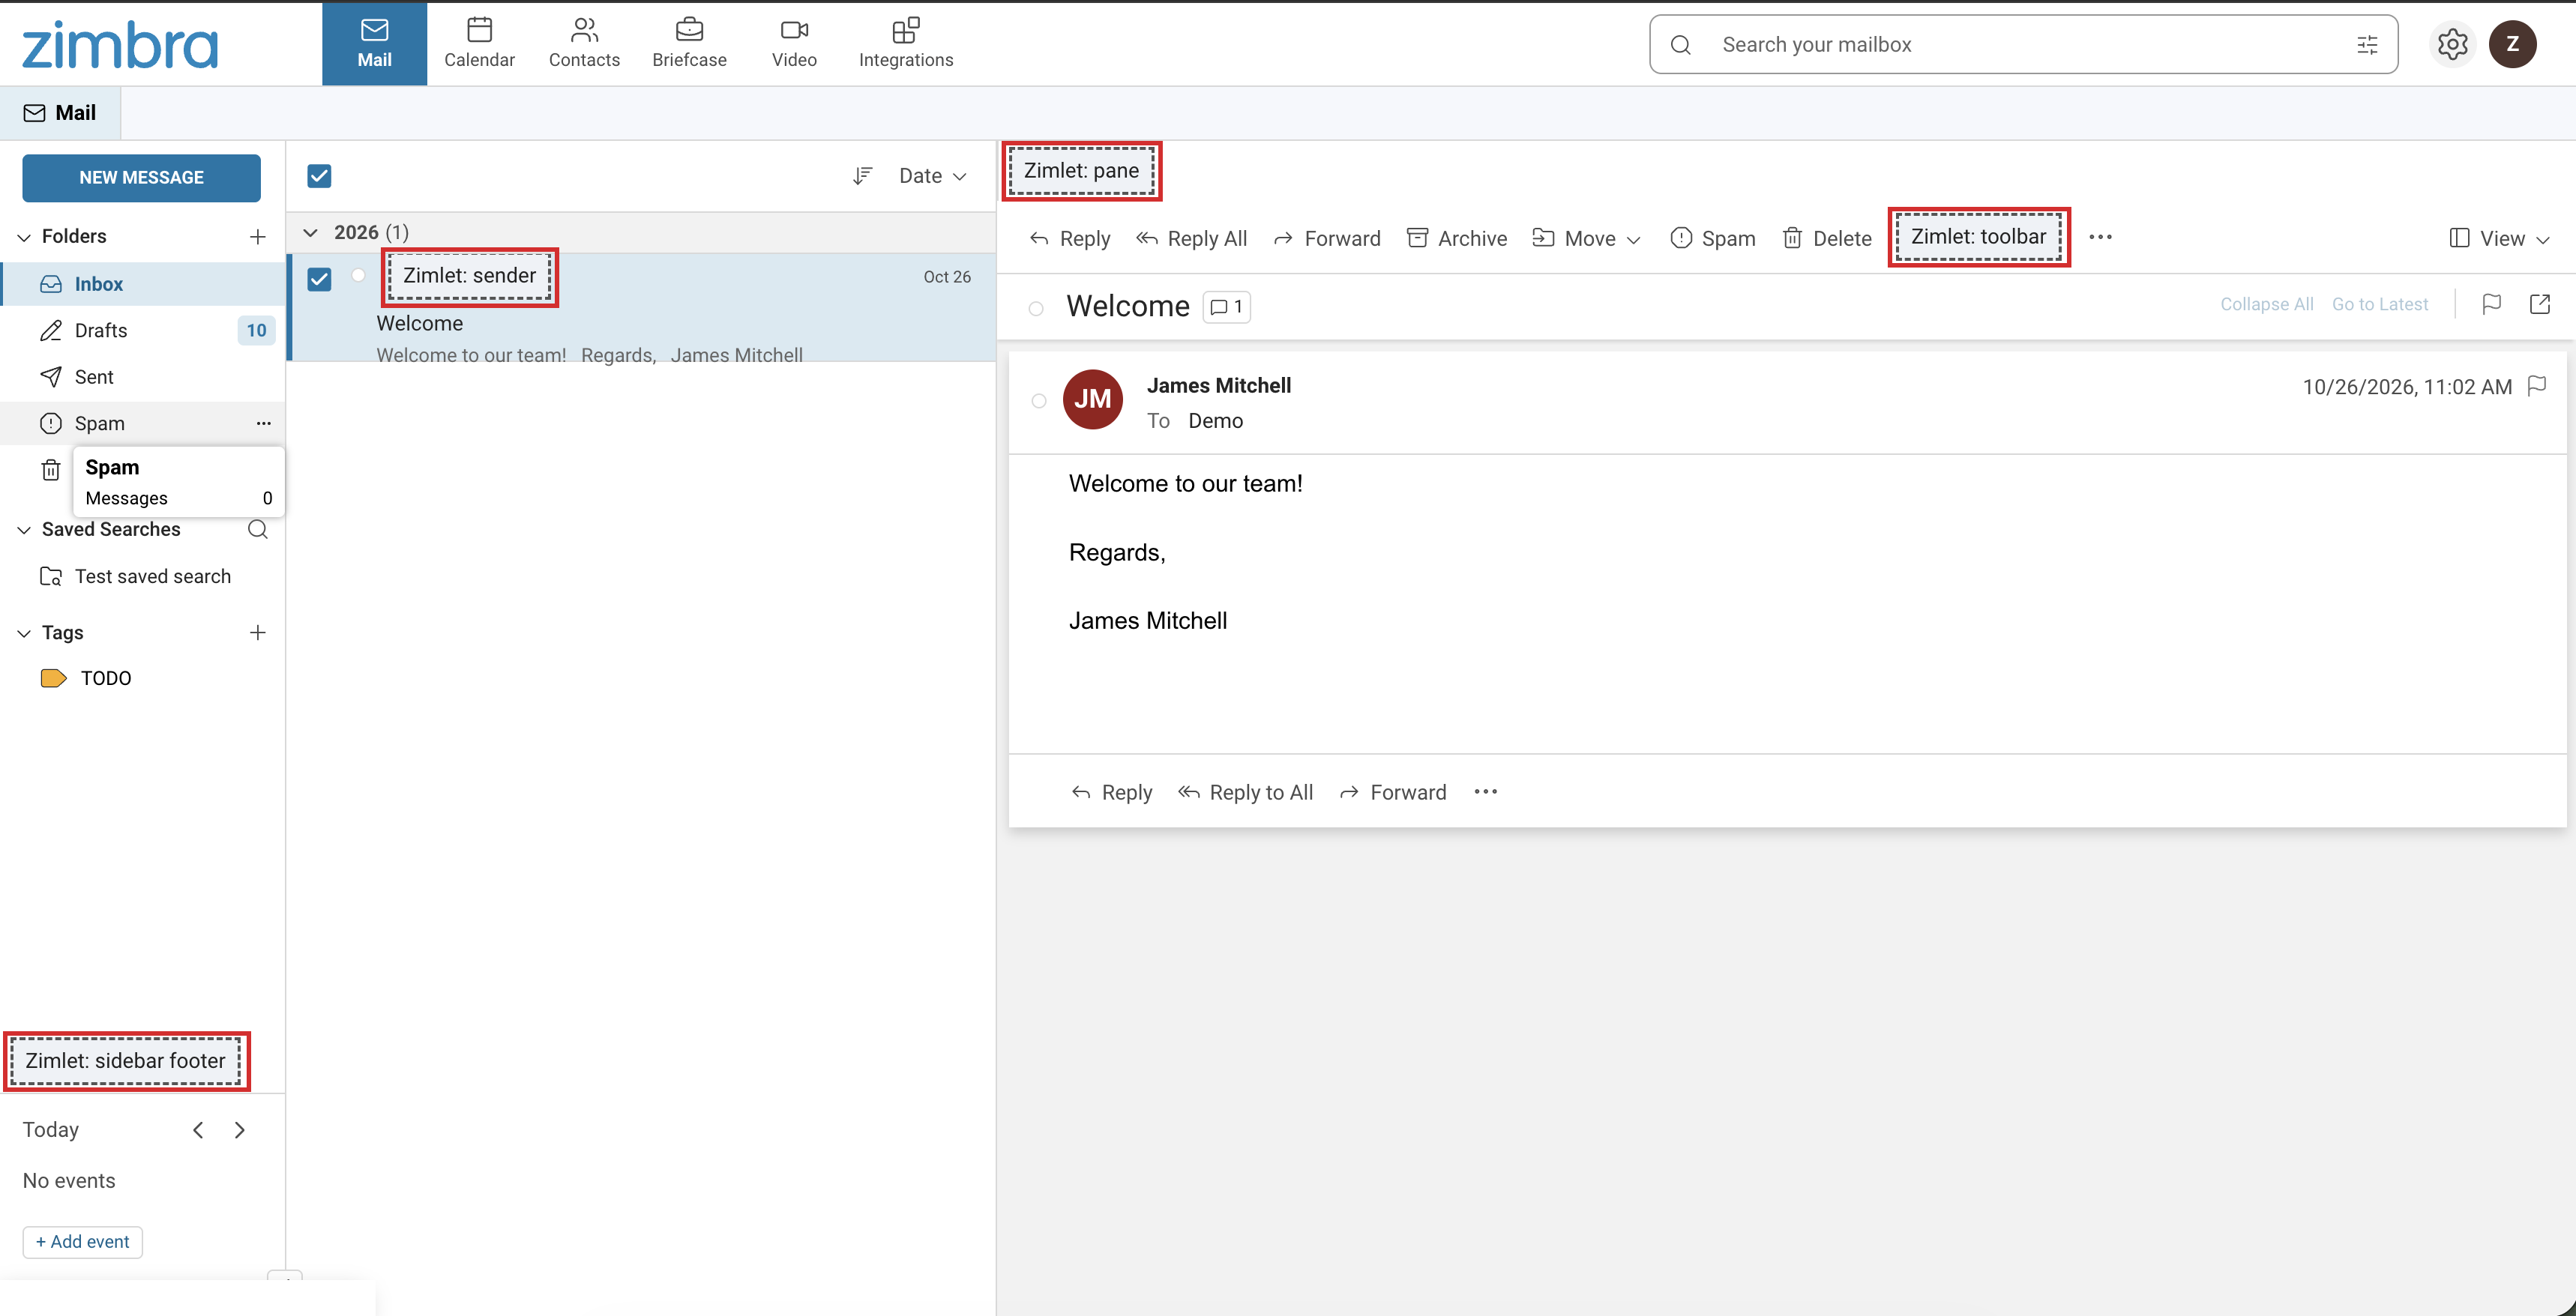 zimbra
Mail
Calendar
Contacts
Briefcase
Video
Integrations
Search your mailbox
Z
Mail
NEW MESSAGE
Folders
Inbox
Drafts 10
Sent
Spam
Spam
Messages 0
Saved Searches
Test saved search
Tags
TODO
Zimlet: sidebar footer
Today
No events
+ Add event
Date
2026 (1)
Zimlet: sender Oct 26
Welcome
Welcome to our team! Regards, James Mitchell
Zimlet: pane
Reply Reply All Forward Archive Move Spam Delete Zimlet: toolbar View
Welcome 1 Collapse All Go to Latest
JM
James Mitchell 10/26/2026, 11:02 AM
To Demo
Welcome to our team!
Regards,
James Mitchell
Reply Reply to All Forward